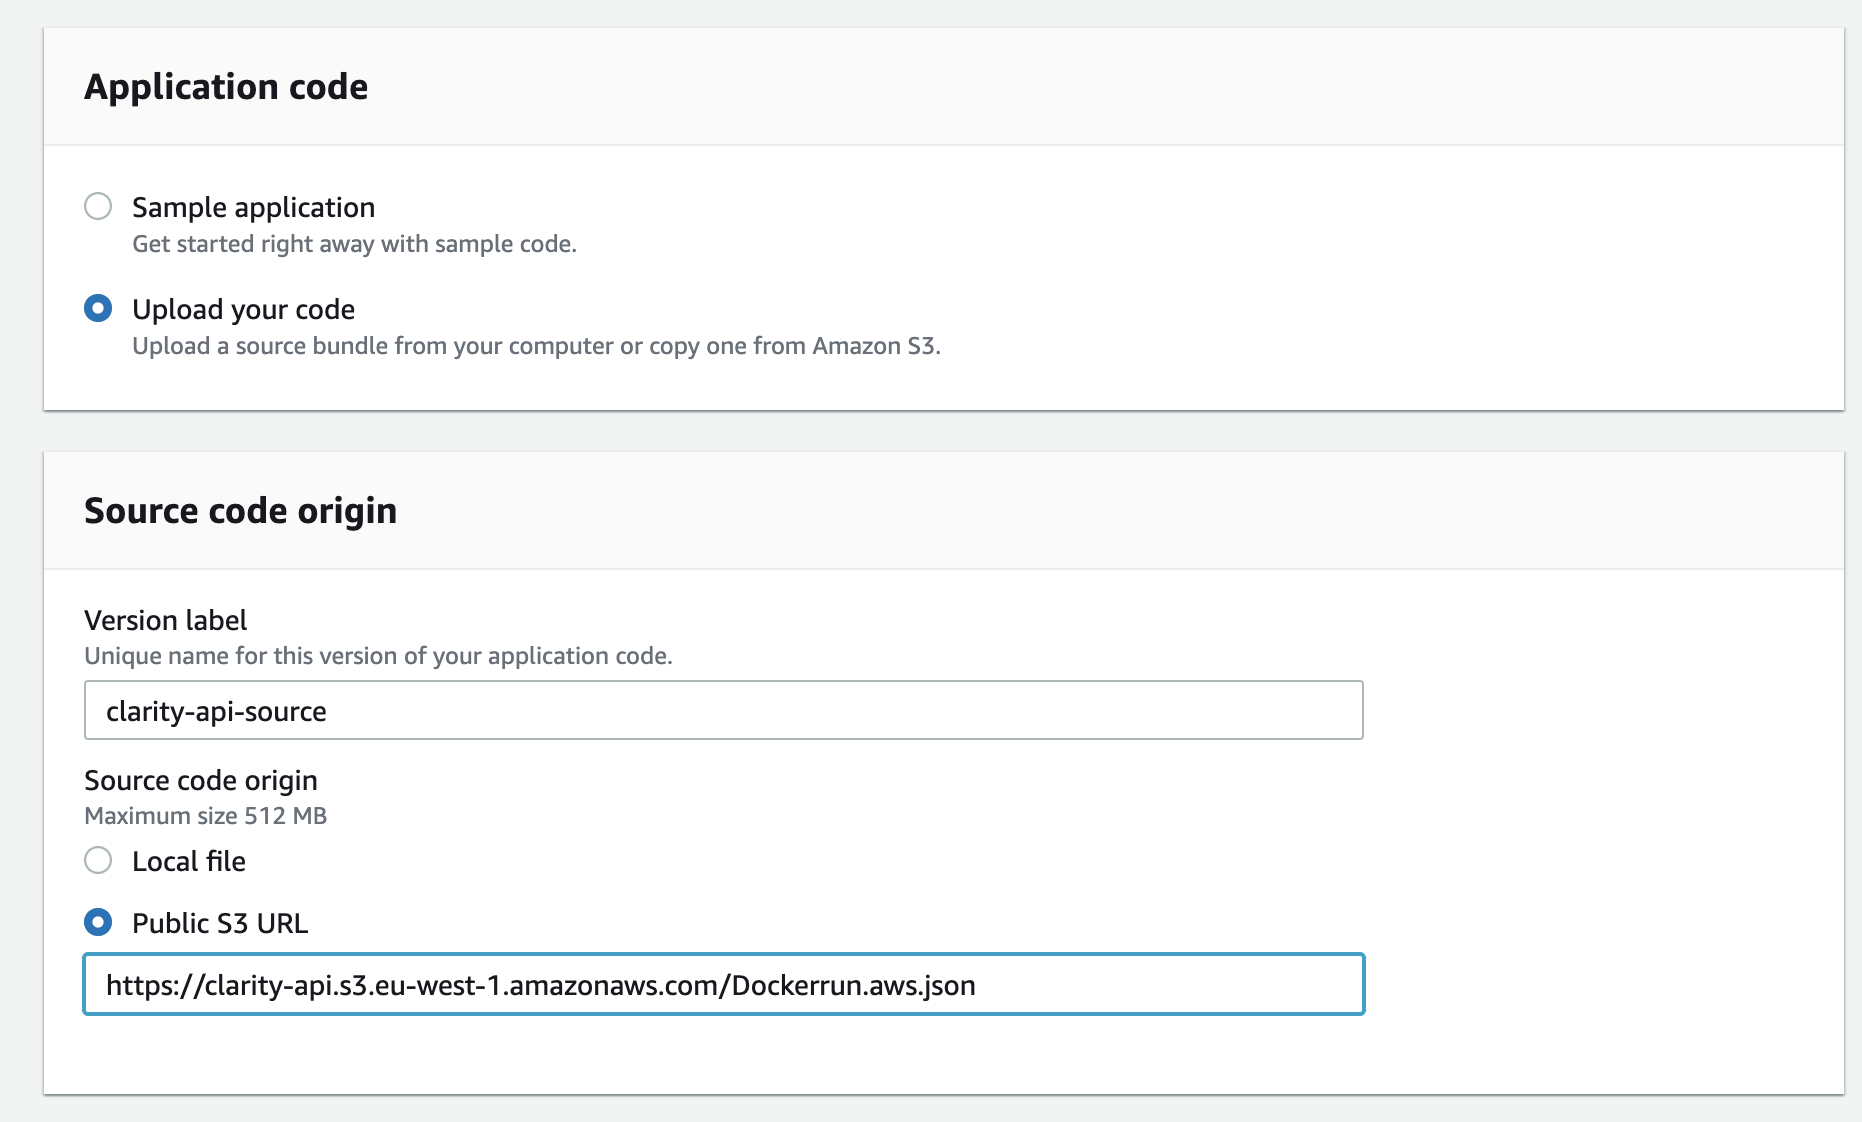 Application code
Sample application
Get started right away with sample code.
Upload your code
Upload a source bundle from your computer or copy one from Amazon S3.
Source code origin
Version label
Unique name for this version of your application code.
clarity-api-source
Source code origin
Maximum size 512 MB
Local file
Public S3 URL
https://clarity-api.s3.eu-west-1.amazonaws.com/Dockerrun.aws.json